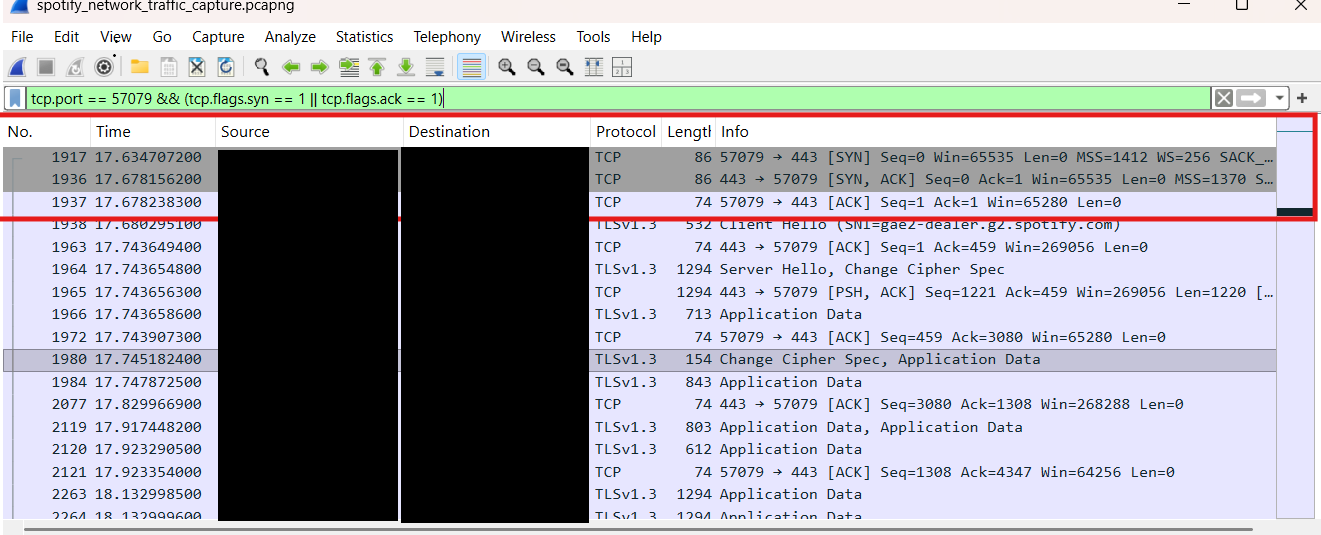 spotify_network_traffic_capture.pcapng
File Edit View Go Capture Analyze Statistics Telephony Wireless Tools Help
tcp.port == 57079 && (tcp.flags.syn == 1 || tcp.flags.ack == 1)
No. Time Source Destination Protocol Length Info
1917 17.634707200 TCP 86 57079 → 443 [SYN] Seq=0 Win=65535 Len=0 MSS=1412 WS=256 SACK_…
1936 17.678156200 TCP 86 443 → 57079 [SYN, ACK] Seq=0 Ack=1 Win=65535 Len=0 MSS=1370 S…
1937 17.678238300 TCP 74 57079 → 443 [ACK] Seq=1 Ack=1 Win=65280 Len=0
1938 17.680295100 TLSv1.3 532 Client Hello (SNI=gae2-dealer.g2.spotify.com)
1963 17.743649400 TCP 74 443 → 57079 [ACK] Seq=1 Ack=459 Win=269056 Len=0
1964 17.743654800 TLSv1.3 1294 Server Hello, Change Cipher Spec
1965 17.743656300 TCP 1294 443 → 57079 [PSH, ACK] Seq=1221 Ack=459 Win=269056 Len=1220 […
1966 17.743658600 TLSv1.3 713 Application Data
1972 17.743907300 TCP 74 57079 → 443 [ACK] Seq=459 Ack=3080 Win=65280 Len=0
1980 17.745182400 TLSv1.3 154 Change Cipher Spec, Application Data
1984 17.747872500 TLSv1.3 843 Application Data
2077 17.829966900 TCP 74 443 → 57079 [ACK] Seq=3080 Ack=1308 Win=268288 Len=0
2119 17.917448200 TLSv1.3 803 Application Data, Application Data
2120 17.923290500 TLSv1.3 612 Application Data
2121 17.923354000 TCP 74 57079 → 443 [ACK] Seq=1308 Ack=4347 Win=64256 Len=0
2263 18.132998500 TLSv1.3 1294 Application Data
2264 18.132999600 TLSv1.3 1294 Application Data